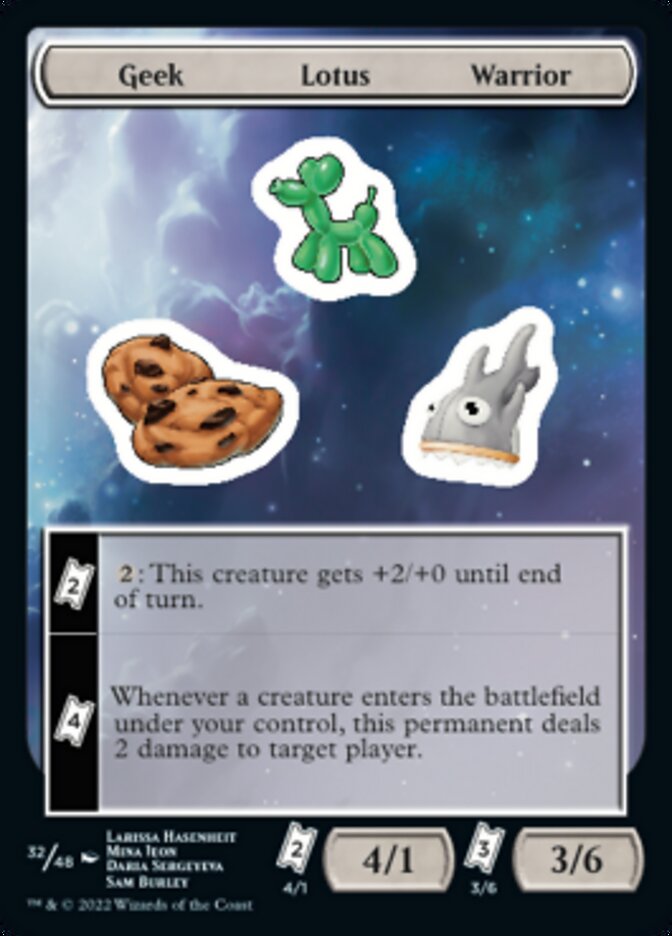 Geek Lotus Warrior
2
2: This creature gets +2/+0 until end
of turn.
4
Whenever a creature enters the battlefield
under your control, this permanent deals
2 damage to target player.
32/48
Larissa Hasenheit
Mina Jeon
Daria Sergeyeva
Sam Burley
2
4/1
4/1
3
3/6
3/6
™ & © 2022 Wizards of the Coast